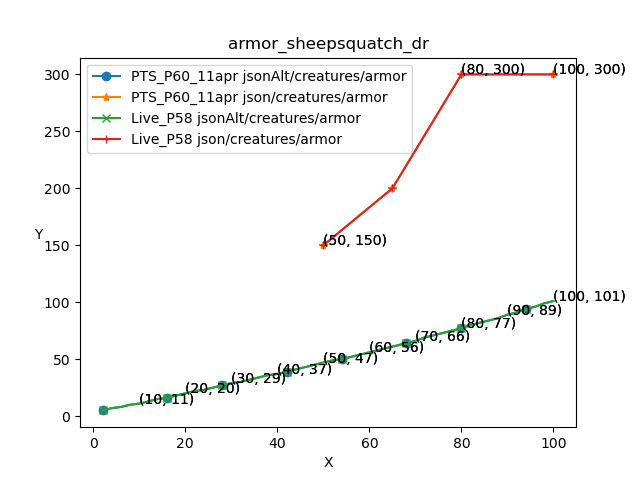 armor_sheepsquatch_dr
PTS_P60_11apr jsonAlt/creatures/armor
PTS_P60_11apr json/creatures/armor
Live_P58 jsonAlt/creatures/armor
Live_P58 json/creatures/armor
(80, 300)
(100, 300)
(50, 150)
(100, 101)
(90, 89)
(80, 77)
(70, 66)
(60, 56)
(50, 47)
(40, 37)
(30, 29)
(20, 20)
(10, 11)
300
250
200
150
100
50
0
Y
0 20 40 60 80 100
X